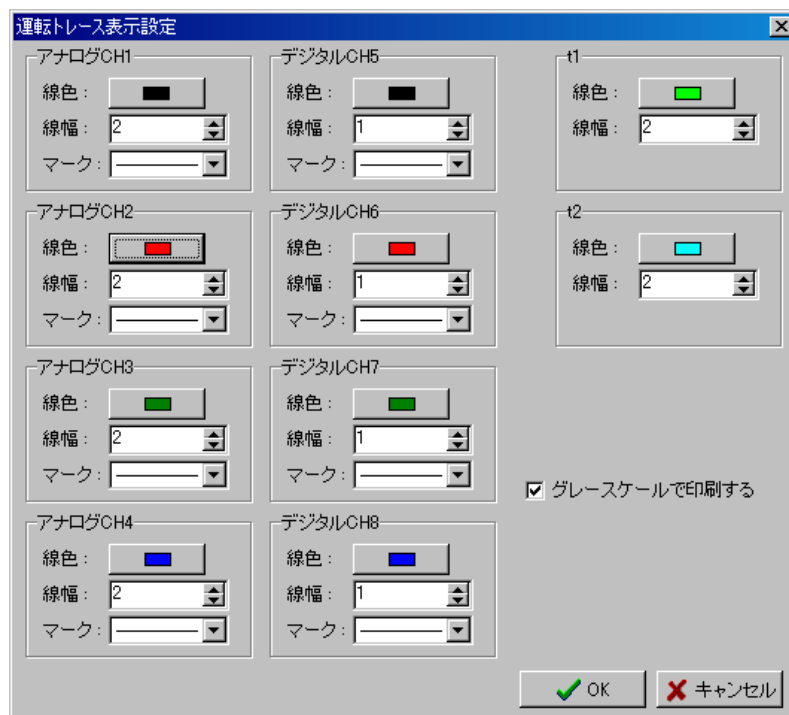 運転トレース表示設定
アナログCH1
線色：
線幅： 2
マーク：
デジタルCH5
線色：
線幅： 1
マーク：
t1
線色：
線幅： 2
アナログCH2
線色：
線幅： 2
マーク：
デジタルCH6
線色：
線幅： 1
マーク：
t2
線色：
線幅： 2
アナログCH3
線色：
線幅： 2
マーク：
デジタルCH7
線色：
線幅： 1
マーク：
グレースケールで印刷する
アナログCH4
線色：
線幅： 2
マーク：
デジタルCH8
線色：
線幅： 1
マーク：
OK
キャンセル